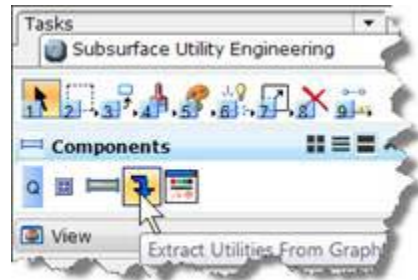 Tasks
Subsurface Utility Engineering
1 2 3 4 5 6 7 8 9
Components
Q
View
Extract Utilities From Graph